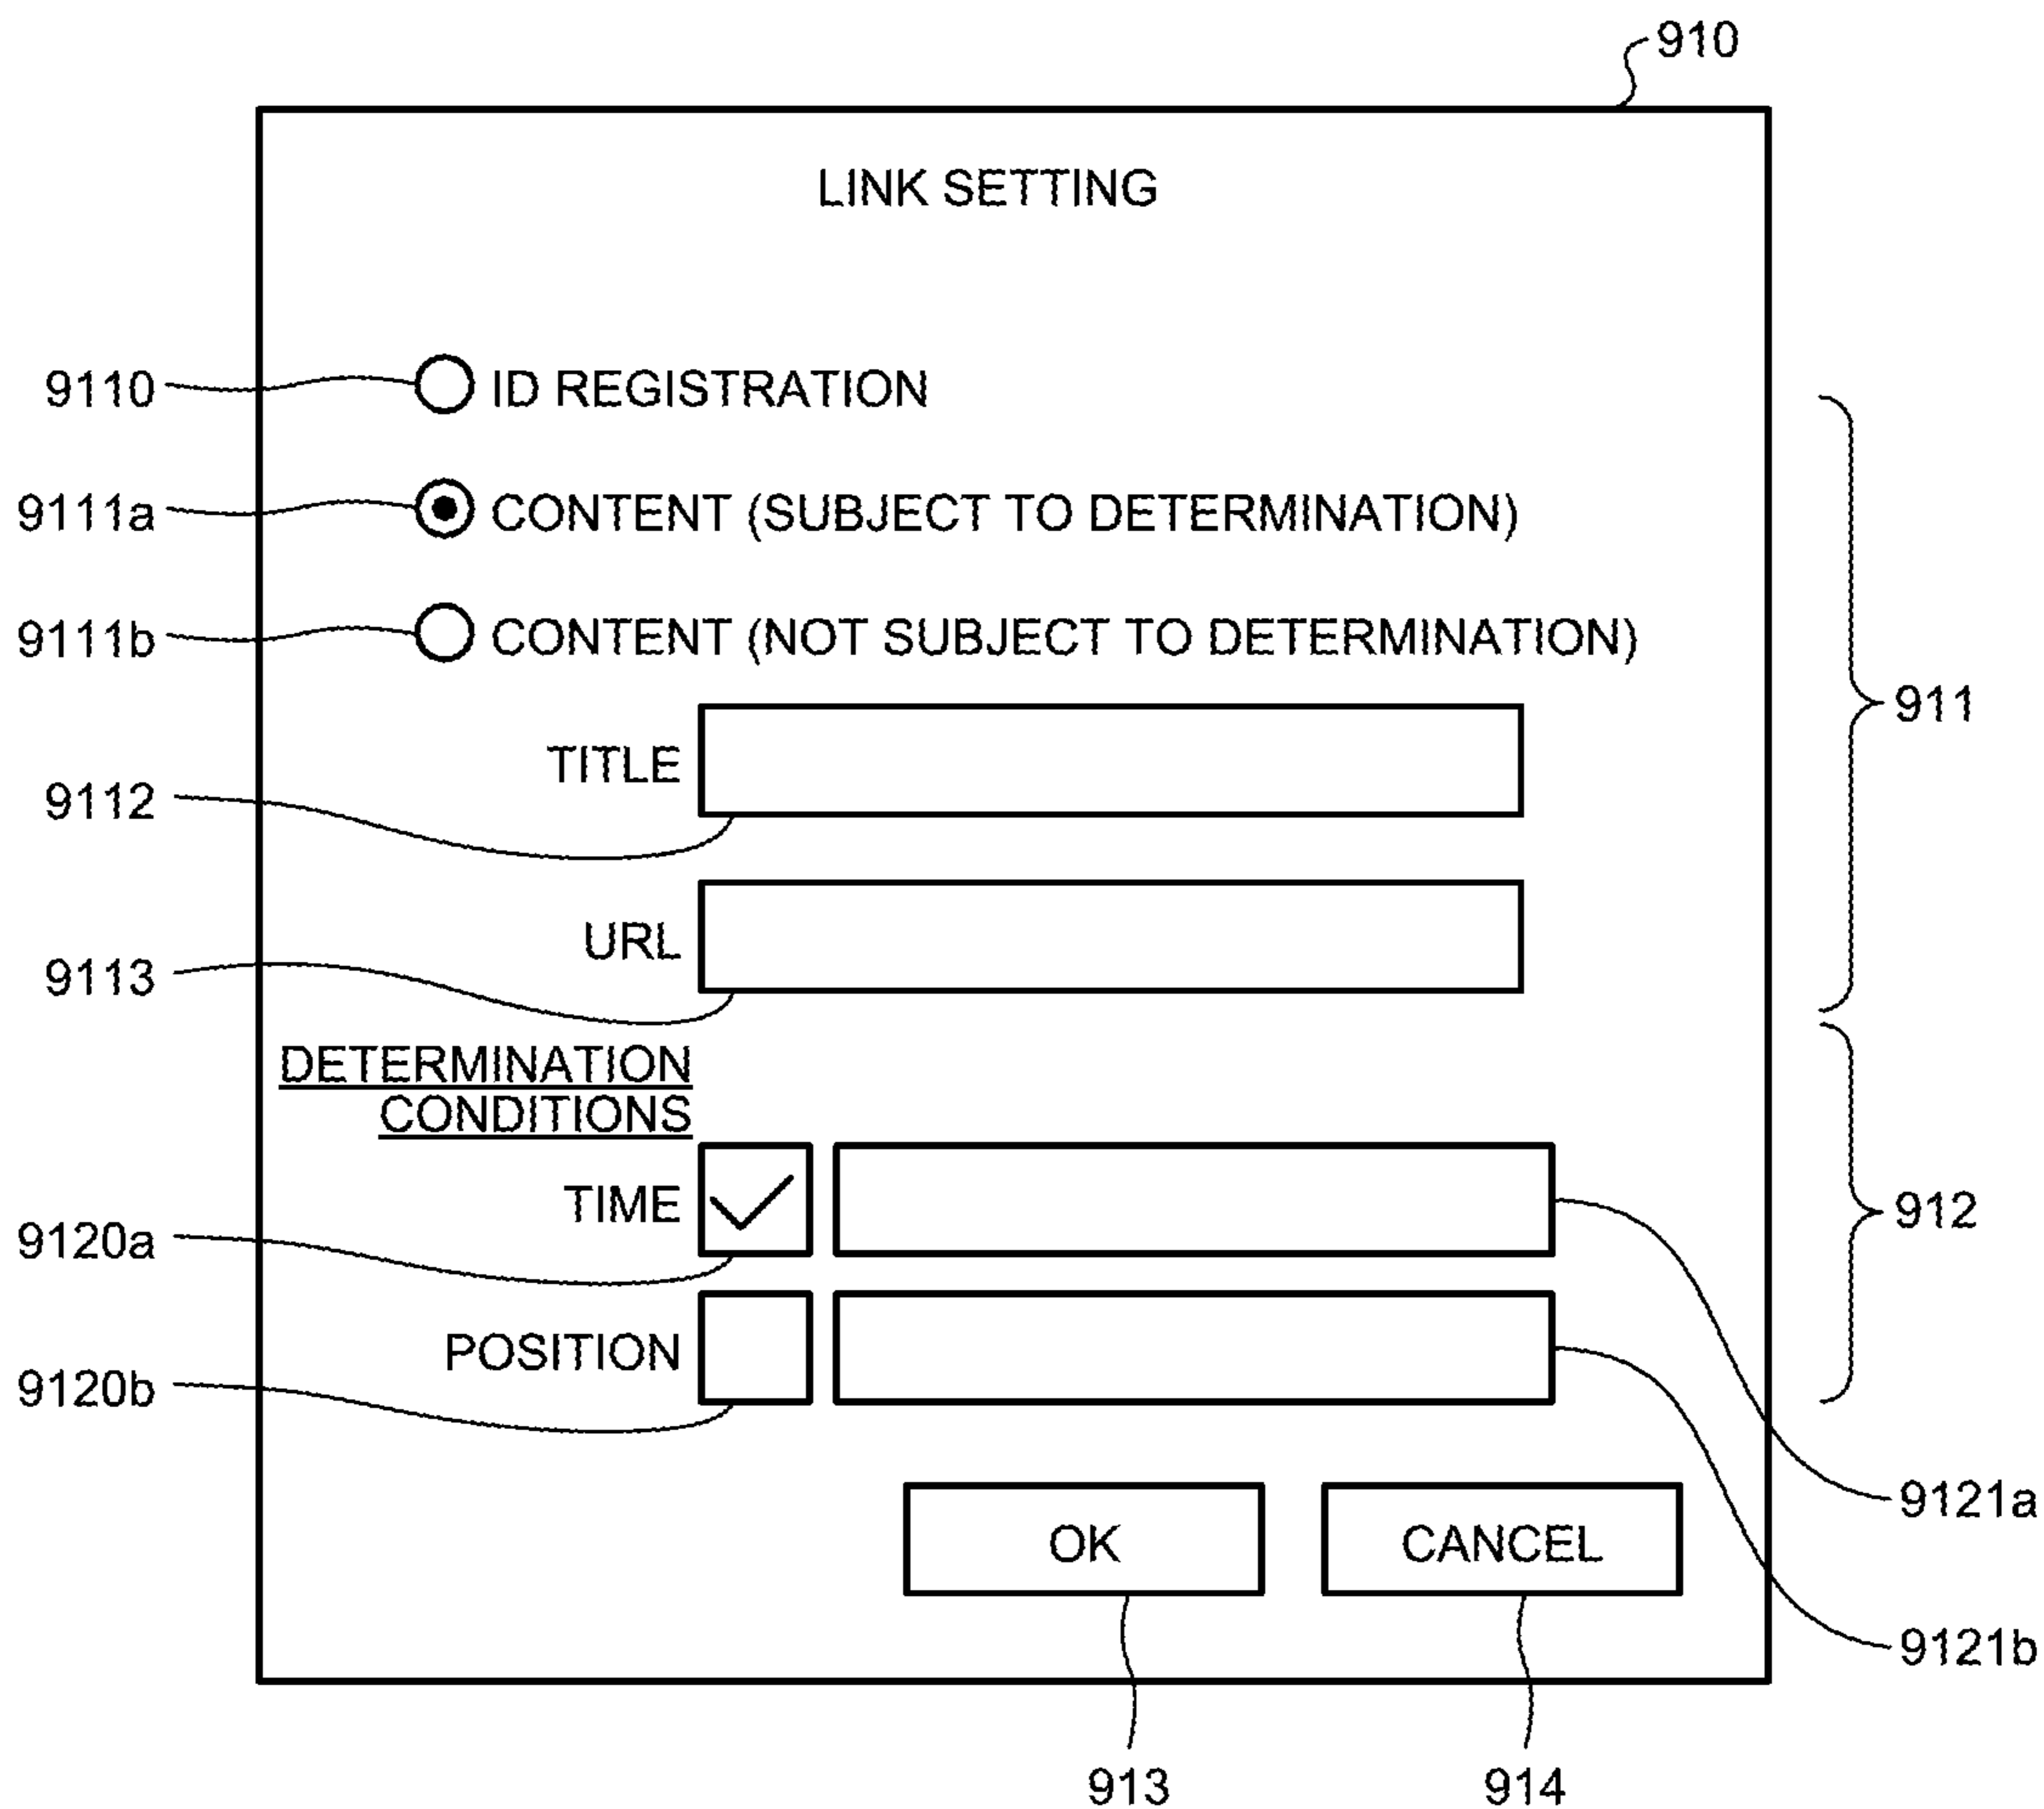 910
LINK SETTING
9110 ID REGISTRATION
9111a CONTENT (SUBJECT TO DETERMINATION)
9111b CONTENT (NOT SUBJECT TO DETERMINATION)
911
TITLE
9112
URL
9113
DETERMINATION
CONDITIONS
TIME
912
9120a
POSITION
9120b
9121a
OK CANCEL
9121b
913 914